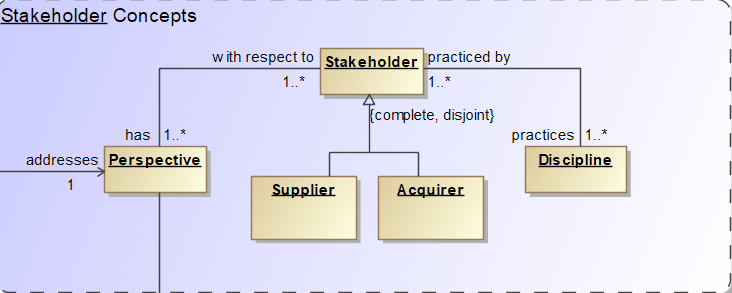 Stakeholder Concepts
with respect to
Stakeholder
practiced by
1..*
1..*
{complete, disjoint}
has
1..*
practices
1..*
addresses
Perspective
Discipline
1
Supplier
Acquirer